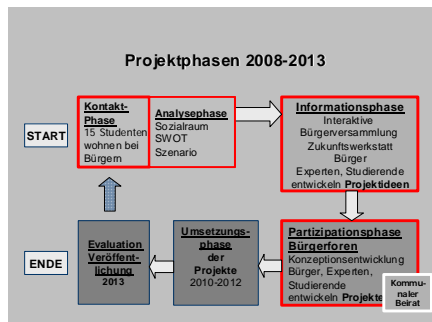 Projektphasen 2008-2013
START
Kontakt-
Phase
15 Studenten
wohnen bei
Bürgern
Analysephase
Sozialraum
SWOT
Szenario
Informationsphase
Interaktive
Bürgerversammlung
Zukunftswerkstatt
Bürger
Experten, Studierende
entwickeln Projektideen
ENDE
Evaluation
Veröffent-
lichung
2013
Umsetzungs-
phase
der
Projekte
2010-2012
Partizipationsphase
Bürgerforen
Konzeptionsentwicklung
Bürger, Experten,
Studierende
entwickeln Projekte
Kommu-
naler
Beirat